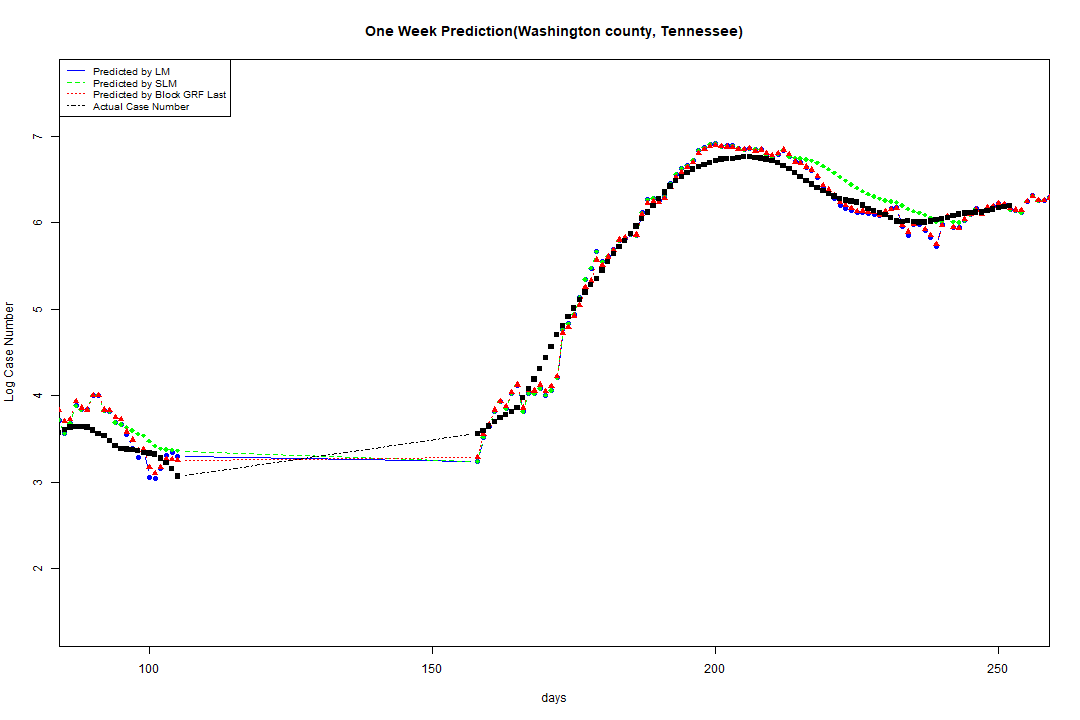 One Week Prediction(Washington county, Tennessee)
Predicted by LM
Predicted by SLM
Predicted by Block GRF Last
Actual Case Number
7
6
5
4
3
2
Log Case Number
100 150 200 250
days